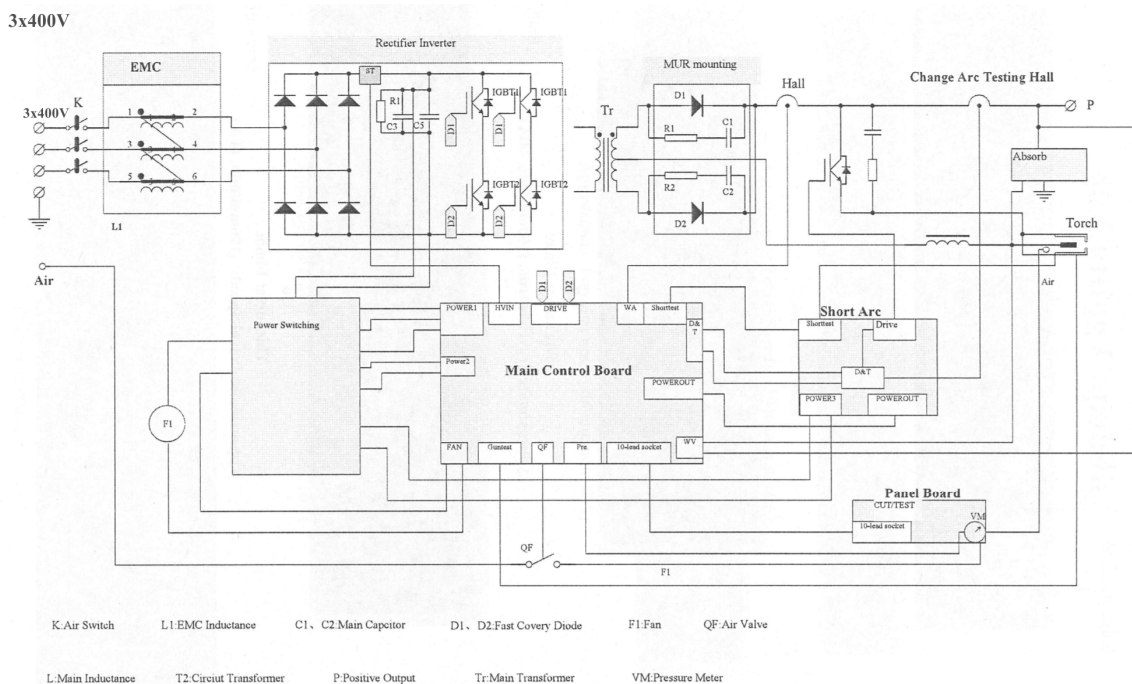 3x400V
Rectifier Inverter
EMC
MUR mounting
Hall
Change Arc Testing Hall
K
3x400V
1 2
3 4
5 6
L1
ST
R1
C3
C5
IGBT1
IGBT1
D1
D1
IGBT2
IGBT2
D2
D2
Tr
D1
R1
C1
R2
C2
D2
P
Absorb
Torch
Air
Air
D1
D2
Power Switching
POWER1
HVIN
DRIVE
WA
Shorttest
D&T
Power2
Main Control Board
POWEROUT
FAN
Guntest
QF
Pre.
10-lead socket
WV
Short Arc
Shorttest
Drive
D&T
POWER3
POWEROUT
F1
Panel Board
CUT/TEST
10-lead socket
VM
QF
F1
K:Air Switch L1:EMC Inductance C1、C2:Main Capcitor D1、D2:Fast Covery Diode F1:Fan QF:Air Valve
L:Main Inductance T2:Circiut Transformer P:Positive Output Tr:Main Transformer VM:Pressure Meter